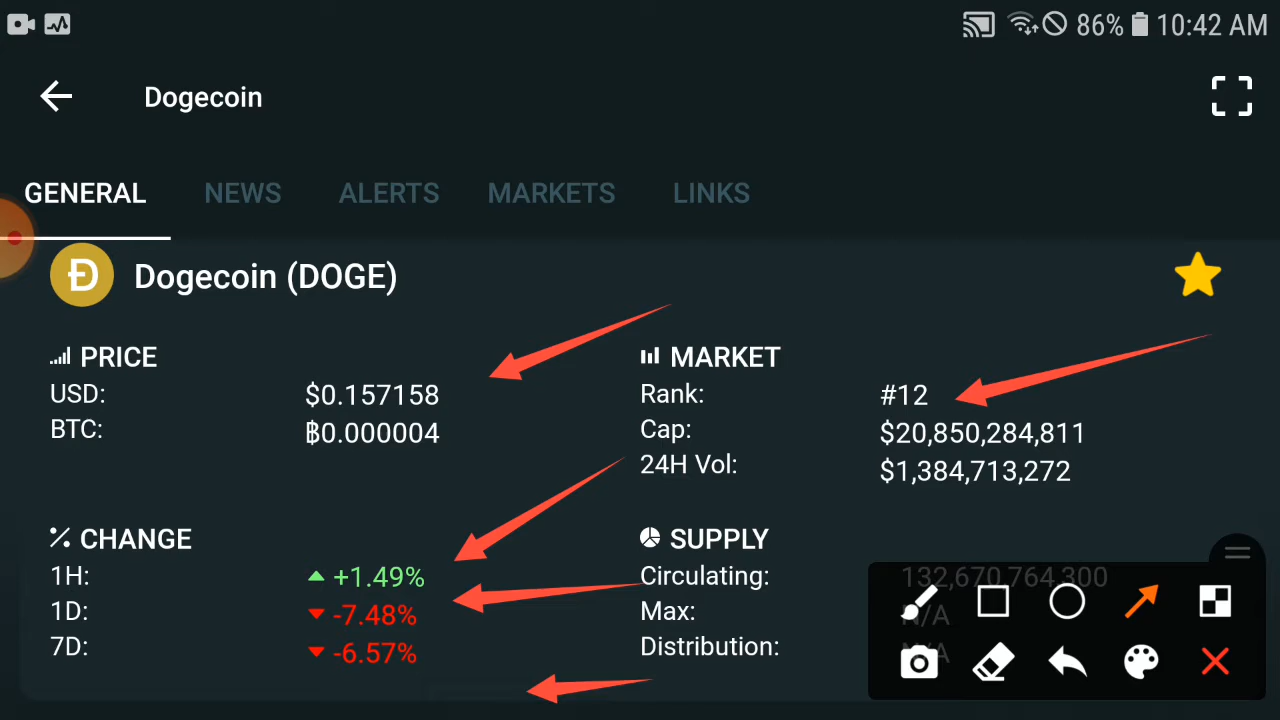 86% 10:42 AM
Dogecoin
GENERAL NEWS ALERTS MARKETS LINKS
Dogecoin (DOGE)
PRICE
USD: $0.157158
BTC: ฿0.000004
MARKET
Rank: #12
Cap: $20,850,284,811
24H Vol: $1,384,713,272
CHANGE
1H: +1.49%
1D: -7.48%
7D: -6.57%
SUPPLY
Circulating: 132,670,764,300
Max: N/A
Distribution: N/A